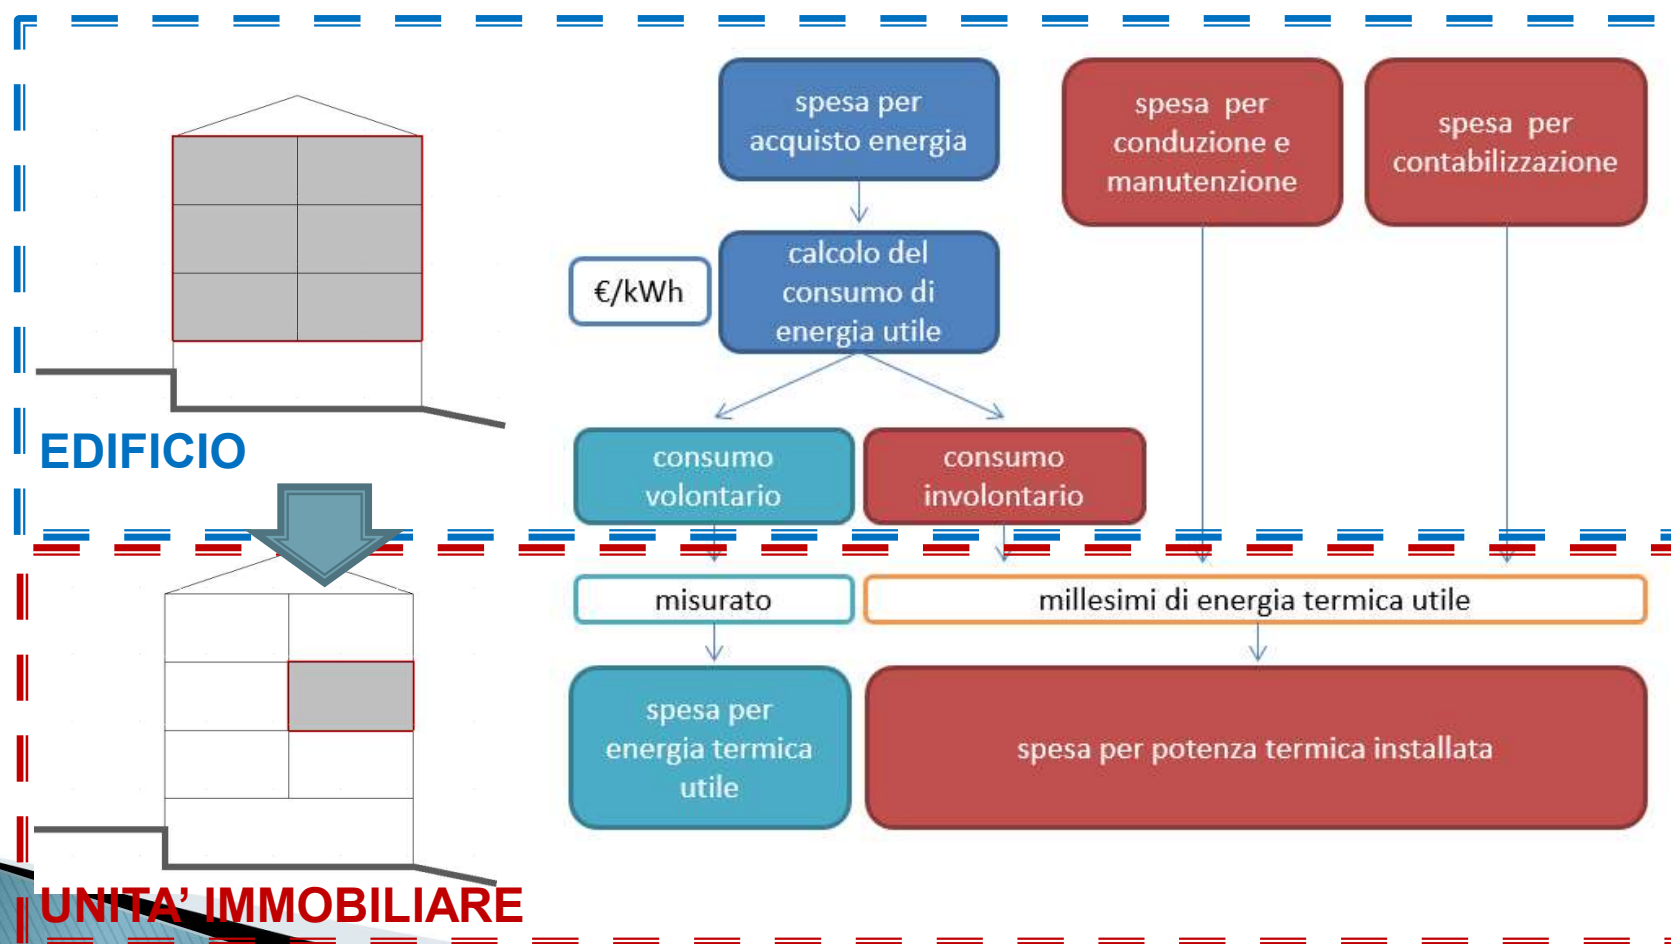 spesa per
acquisto energia
spesa per
conduzione e
manutenzione
spesa per
contabilizzazione
€/kWh
calcolo del
consumo di
energia utile
EDIFICIO
consumo
volontario
consumo
involontario
misurato
millesimi di energia termica utile
spesa per
energia termica
utile
spesa per potenza termica installata
UNITA’ IMMOBILIARE